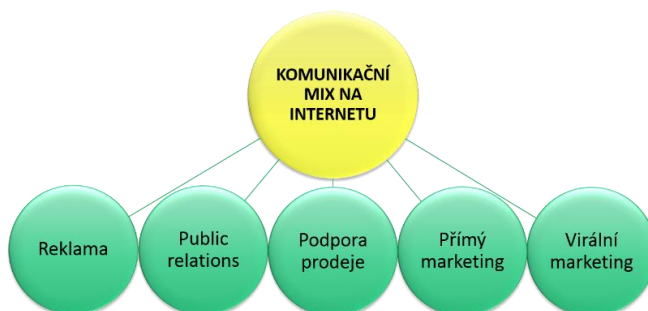 KOMUNIKAČNÍ
MIX NA
INTERNETU
Reklama
Public
relations
Podpora
prodeje
Přímý
marketing
Virální
marketing